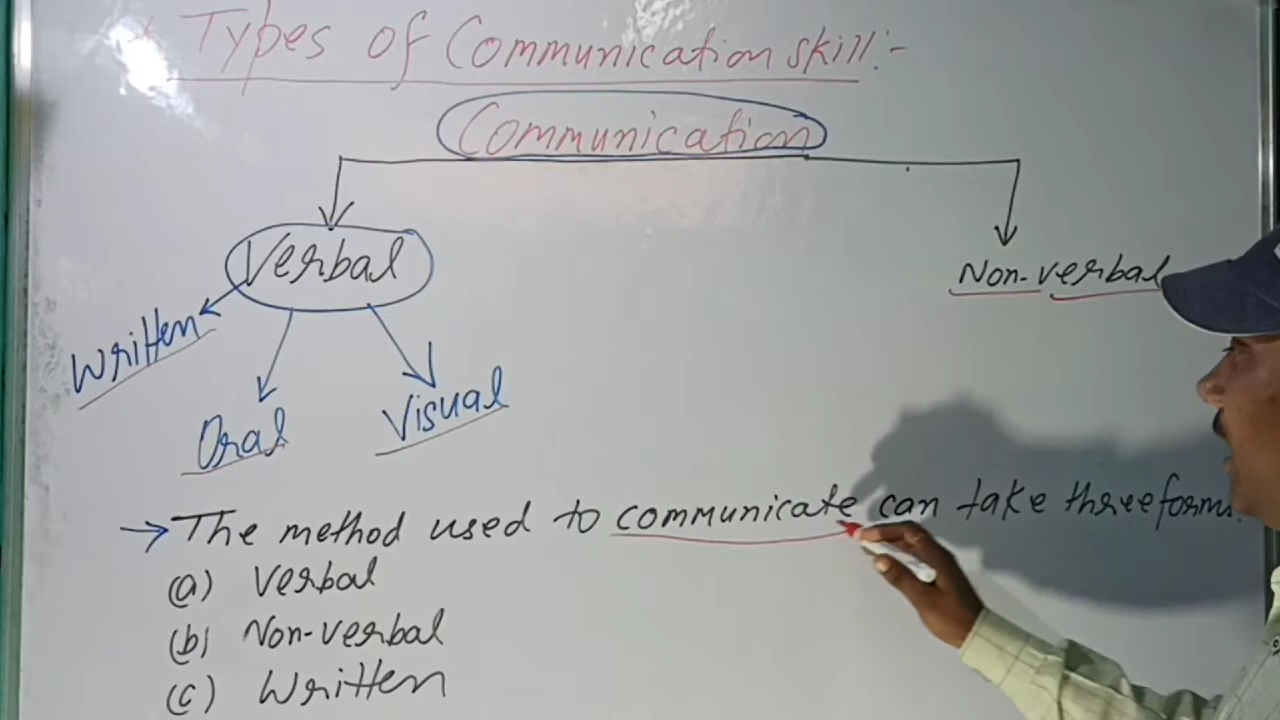 * Types of Communication skill:-
Communication
Verbal
Non-verbal
Written
Oral
Visual
→ The method used to communicate can take three forms.
(a) Verbal
(b) Non-verbal
(c) Written